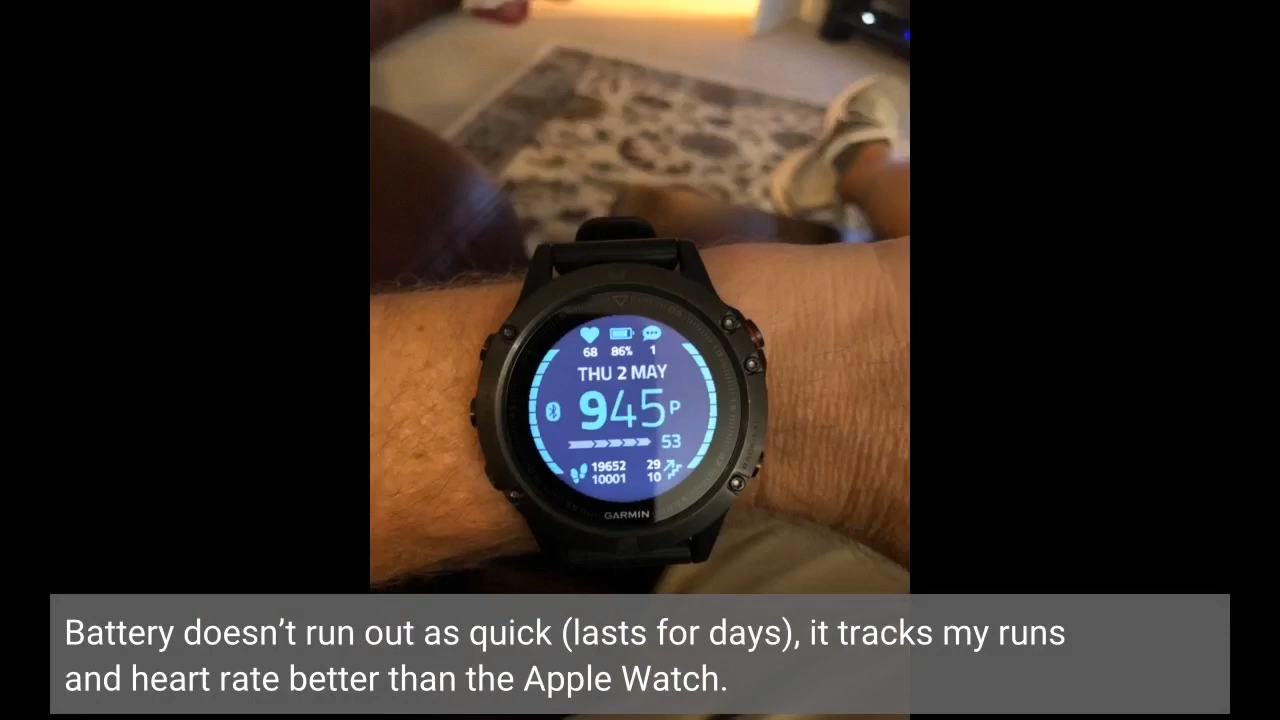 68 86% 1
THU 2 MAY
945 P
53
19652 29
10001 10
GARMIN
Battery doesn’t run out as quick (lasts for days), it tracks my runs
and heart rate better than the Apple Watch.